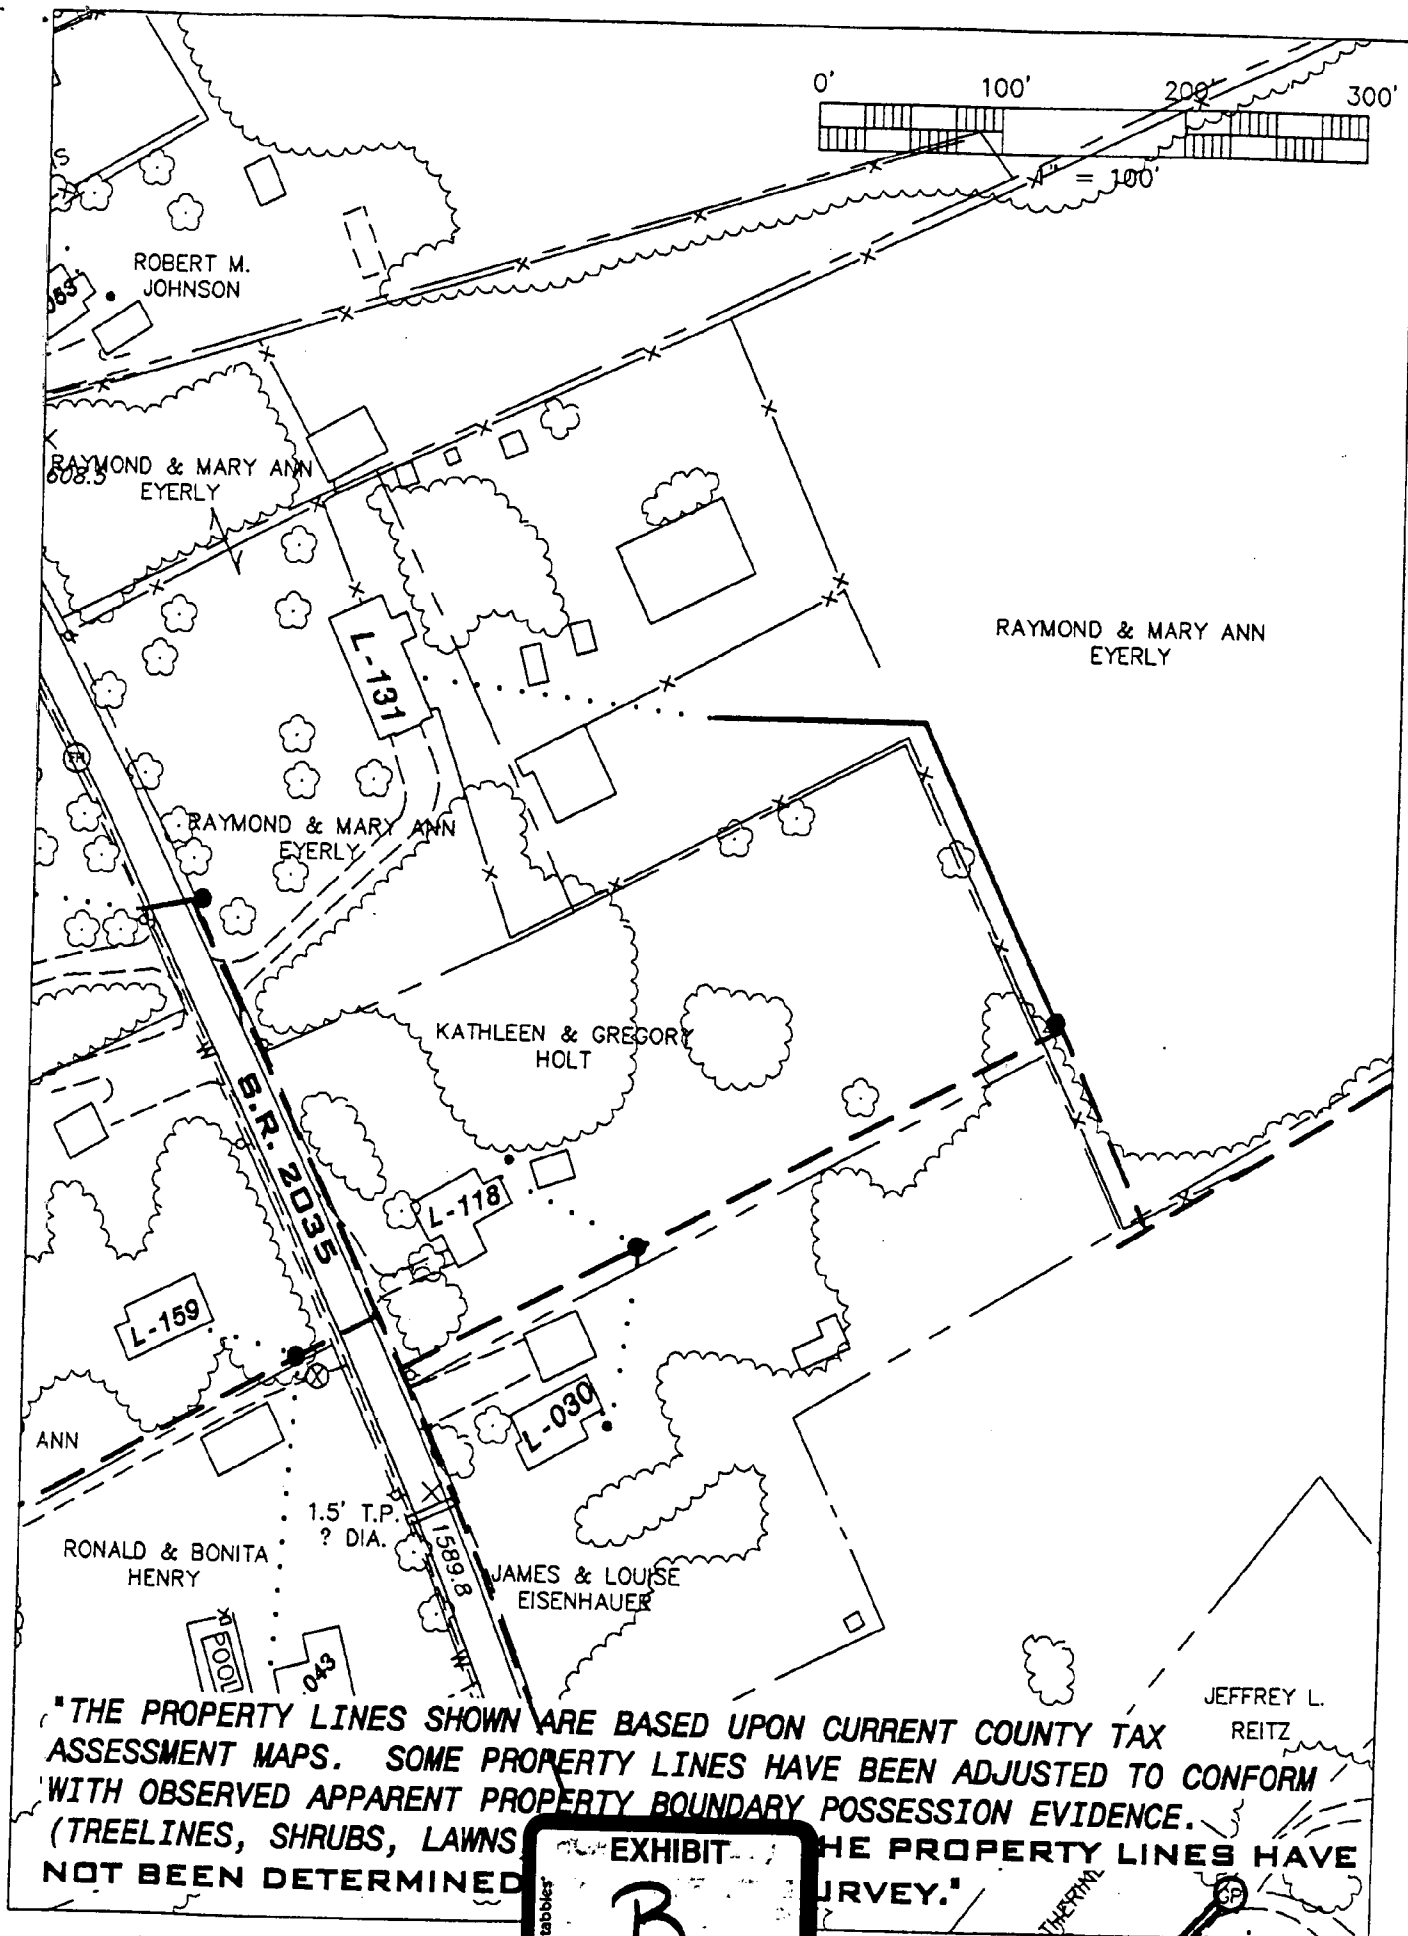 0' 100' 200' 300'
1" = 100'
ROBERT M.
JOHNSON
RAYMOND & MARY ANN
608.5
EYERLY
L-131
RAYMOND & MARY ANN
EYERLY
RAYMOND & MARY ANN
EYERLY
KATHLEEN & GREGORY
HOLT
W
S.R. 2035
L-118
L-159
L-030
ANN
1.5' T.P.
? DIA.
1589.8
RONALD & BONITA
HENRY
JAMES & LOUISE
EISENHAUER
POOL
043
W
JEFFREY L.
REITZ
"THE PROPERTY LINES SHOWN ARE BASED UPON CURRENT COUNTY TAX
ASSESSMENT MAPS. SOME PROPERTY LINES HAVE BEEN ADJUSTED TO CONFORM
WITH OBSERVED APPARENT PROPERTY BOUNDARY POSSESSION EVIDENCE.
(TREELINES, SHRUBS, LAWNS HE PROPERTY LINES HAVE
NOT BEEN DETERMINED URVEY."
EXHIBIT
tabbies'
B
GP